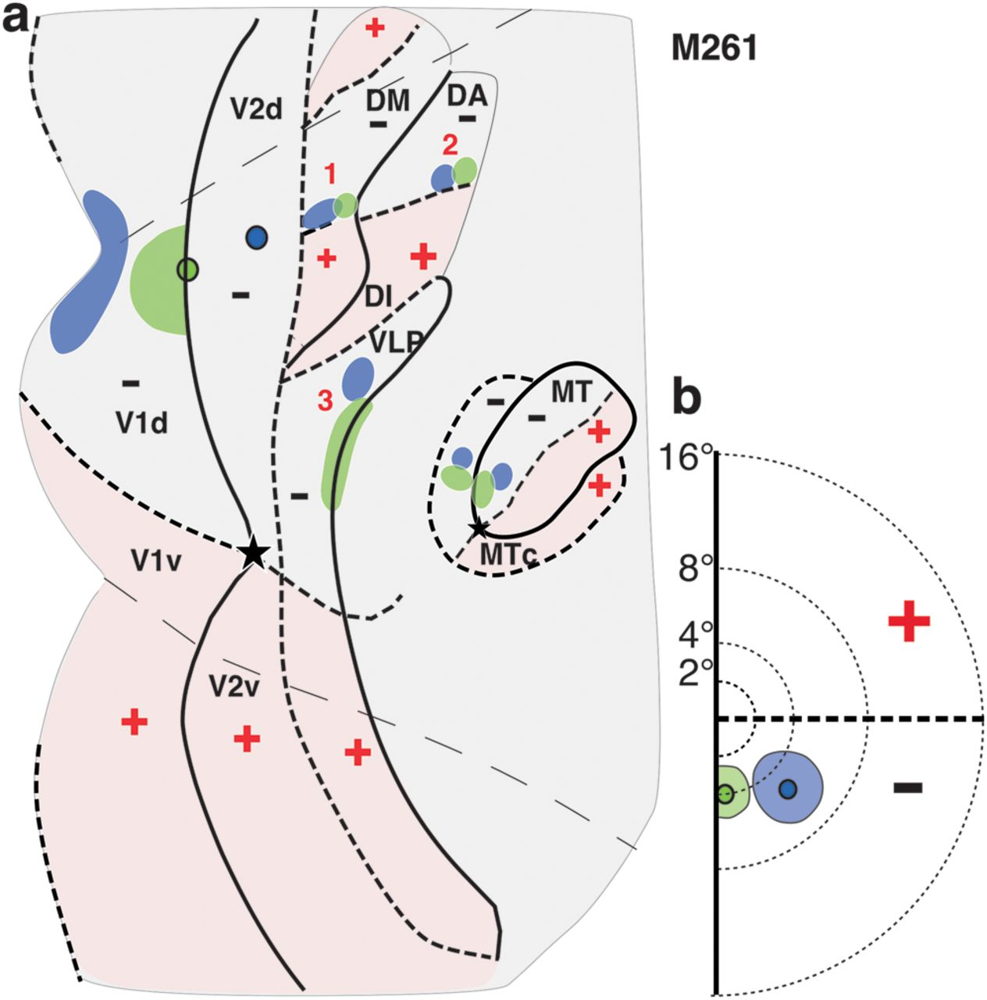 a
M261
+
V2d
DM
-
DA
-
2
1
+
+
-
DI
VLP
3
-
V1d
-
MT
-
-
+
+
MTc
b
16°
8°
4°
2°
+
-
V1v
V2v
+
+
+